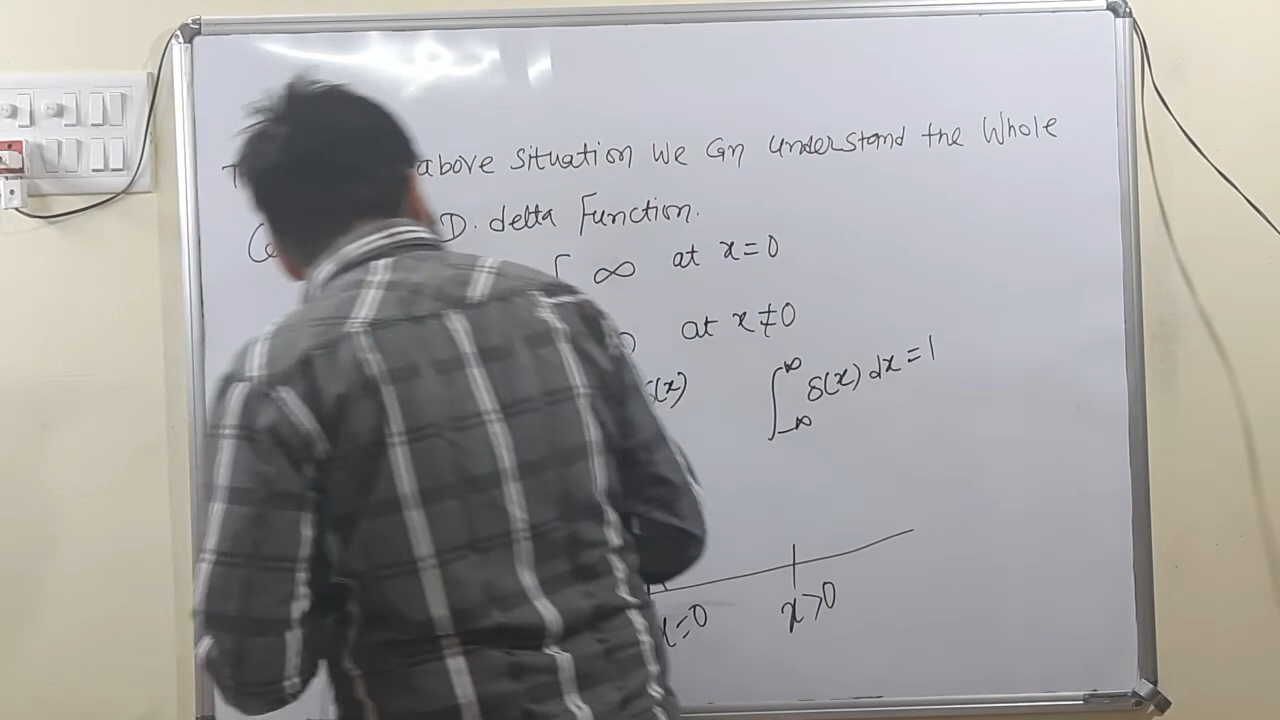 above situation We Can understand the Whole
D. delta Function.
∞ at x=0
at x≠0
δ(x) ∫_{-∞}^{∞} δ(x) dx = 1
x=0 x>0